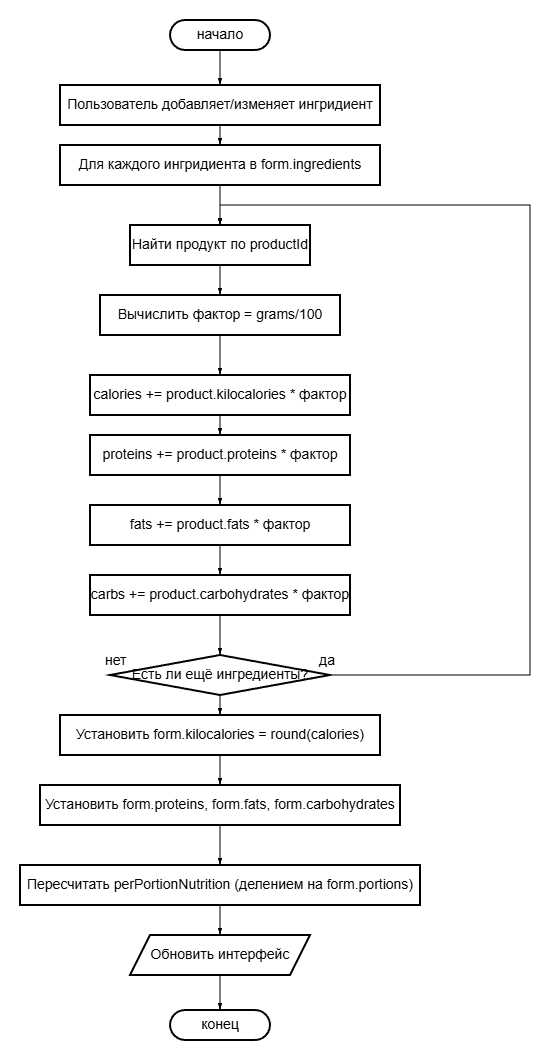 начало
Пользователь добавляет/изменяет ингридиент
Для каждого ингридиента в form.ingredients
Найти продукт по productId
Вычислить фактор = grams/100
calories += product.kilocalories * фактор
proteins += product.proteins * фактор
fats += product.fats * фактор
carbs += product.carbohydrates * фактор
нет
да
Есть ли ещё ингредиенты?
Установить form.kilocalories = round(calories)
Установить form.proteins, form.fats, form.carbohydrates
Пересчитать perPortionNutrition (делением на form.portions)
Обновить интерфейс
конец